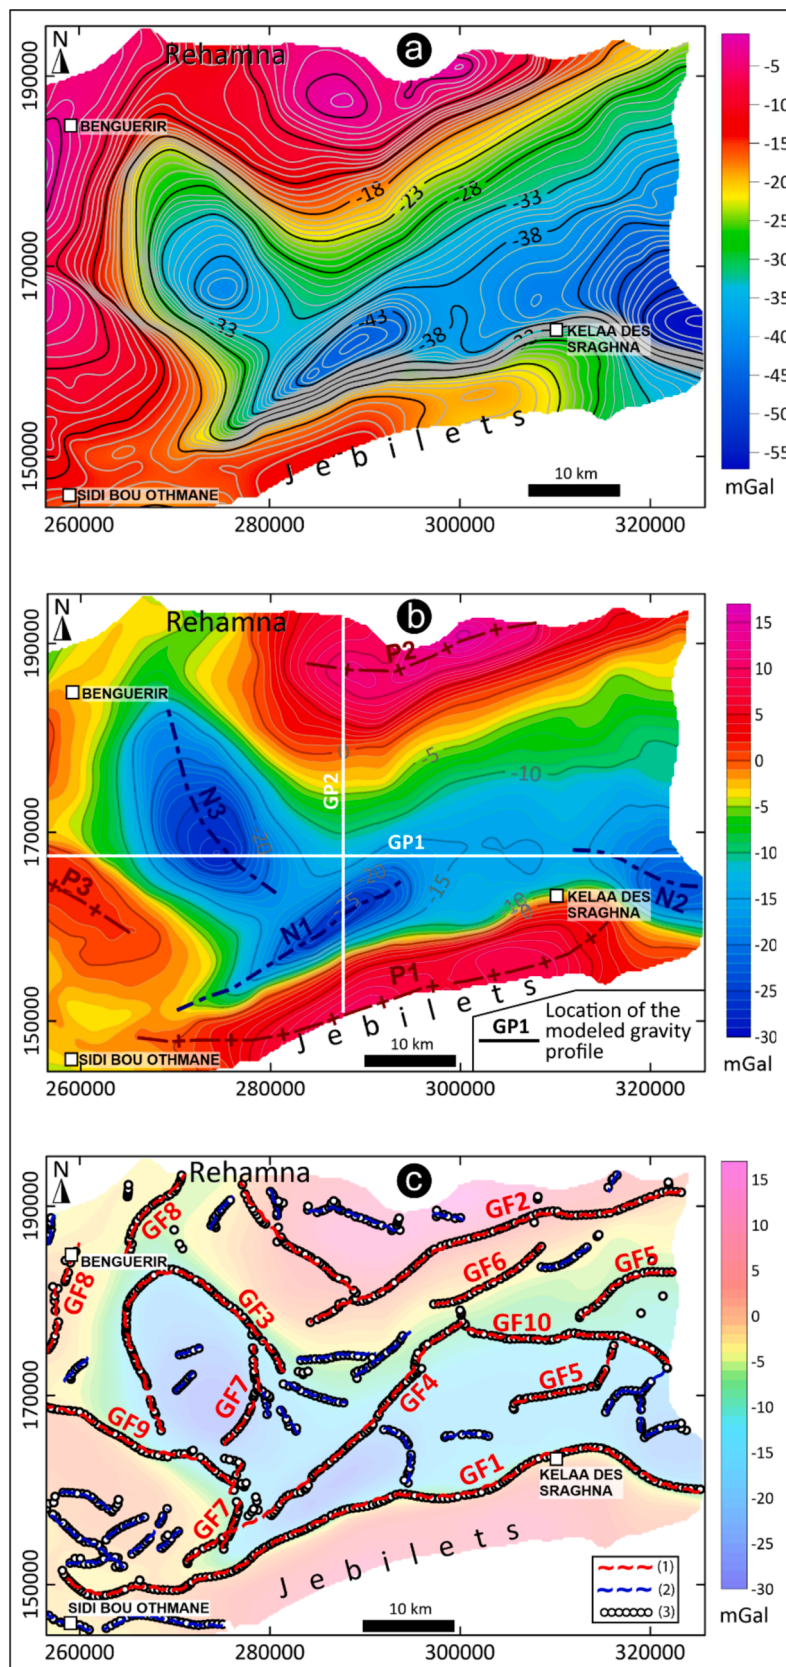 N
Rehamna
a
190000
BENGUERIR
-18
-23
-28
-33
-38
170000
-33
-43
-38
KELAA DES
SRAGHNA
150000
Jebilets
SIDI BOU OTHMANE
10 km
260000
280000
300000
320000
-5
-10
-15
-20
-25
-30
-35
-40
-45
-50
-55
mGal
N
Rehamna
b
190000
P2
BENGUERIR
0
-5
GP2
-10
N3
170000
GP1
-20
-15
P3
N1
N2
KELAA DES
SRAGHNA
P1
150000
Jebilets
GP1
Location of the
modeled gravity
profile
SIDI BOU OTHMANE
10 km
260000
280000
300000
320000
15
10
5
0
-5
-10
-15
-20
-25
-30
mGal
N
Rehamna
c
190000
GF8
GF2
BENGUERIR
GF8
GF6
GF5
GF3
GF10
GF7
GF4
GF5
170000
GF9
GF1
KELAA DES
SRAGHNA
GF7
150000
Jebilets
SIDI BOU OTHMANE
10 km
(1)
(2)
(3)
260000
280000
300000
320000
15
10
5
0
-5
-10
-15
-20
-25
-30
mGal